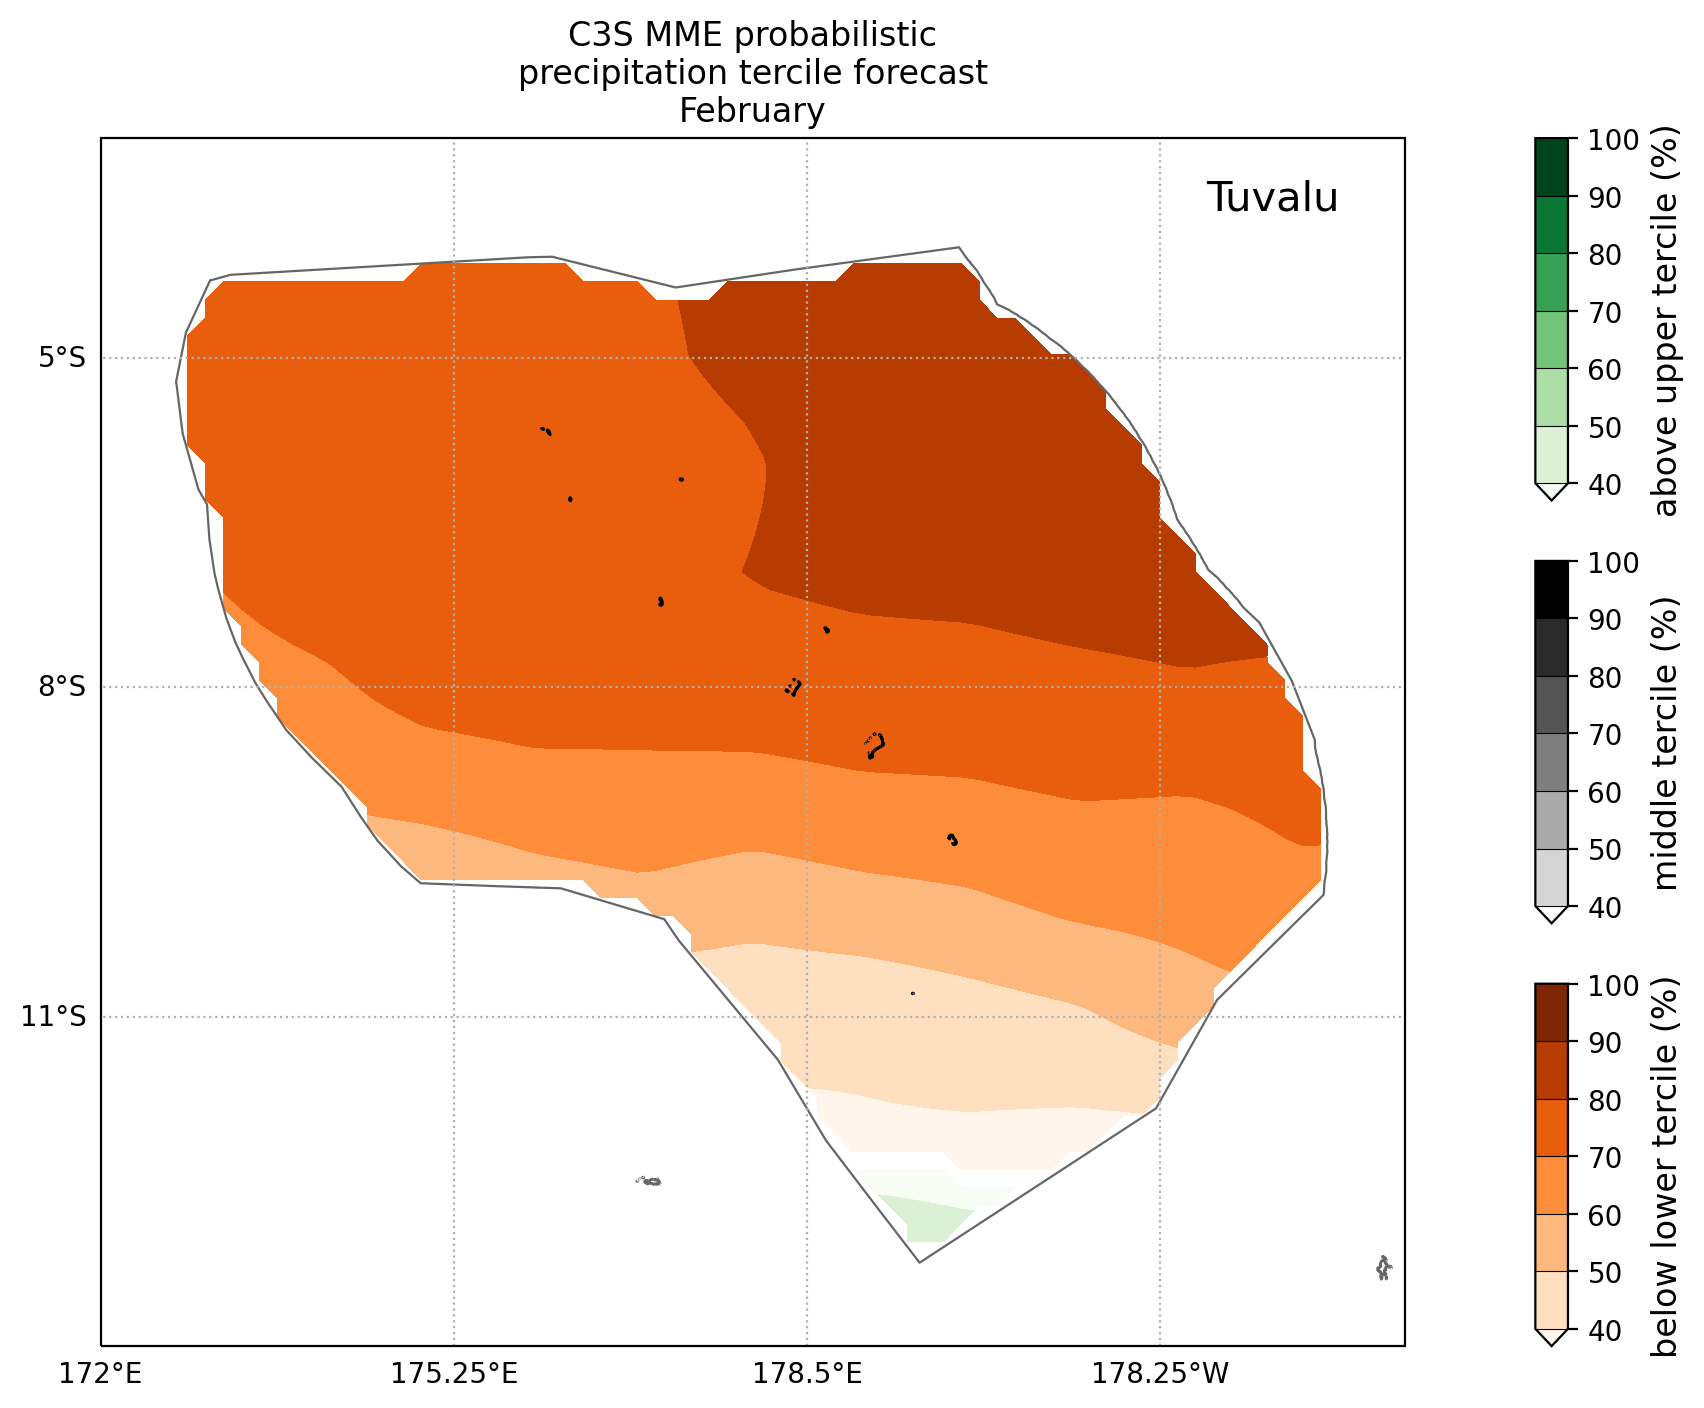 C3S MME probabilistic
precipitation tercile forecast
February
Tuvalu
5°S
8°S
11°S
172°E
175.25°E
178.5°E
178.25°W
100
90
80
70
60
50
40
above upper tercile (%)
100
90
80
70
60
50
40
middle tercile (%)
100
90
80
70
60
50
40
below lower tercile (%)